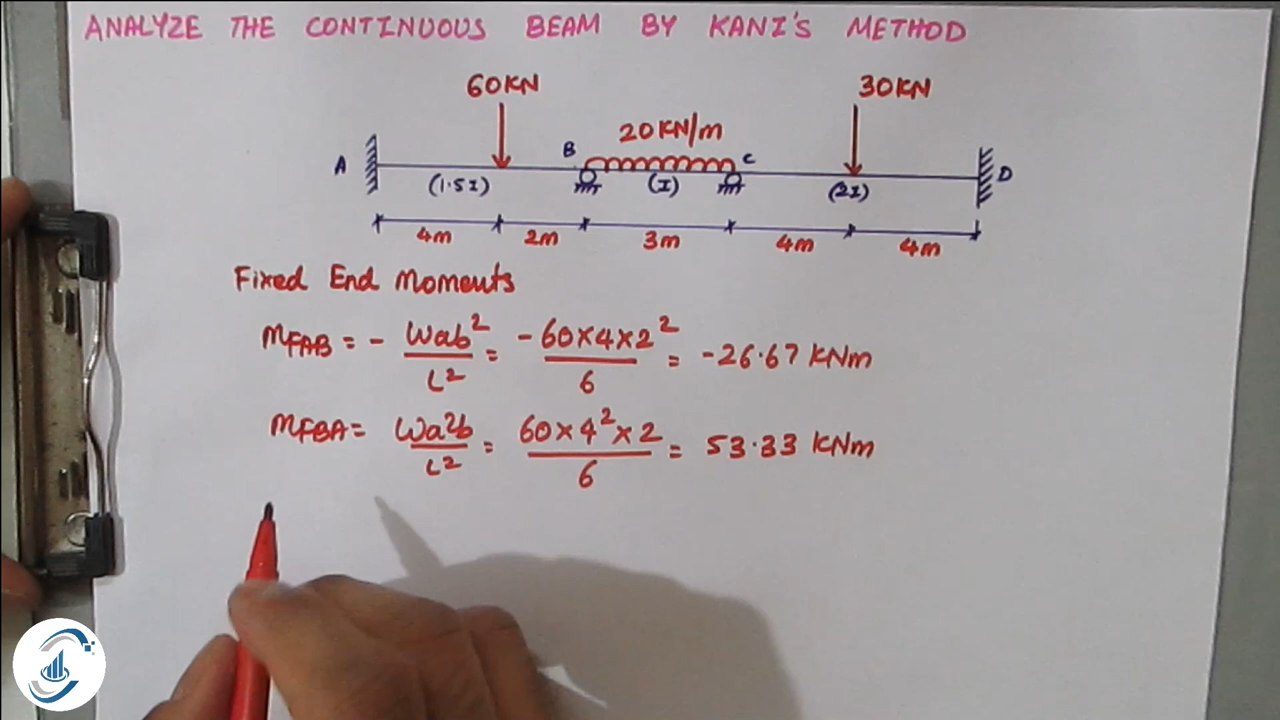 ANALYZE THE CONTINUOUS BEAM BY KANI'S METHOD
60KN 30KN
20KN/m
A B C D
(1.5I) (I) (2I)
4m 2m 3m 4m 4m
Fixed End Moments
MFAB = - Wab² / L² = -60×4×2² / 6 = -26.67 KNm
MFBA = Wa²b / L² = 60×4²×2 / 6 = 53.33 KNm